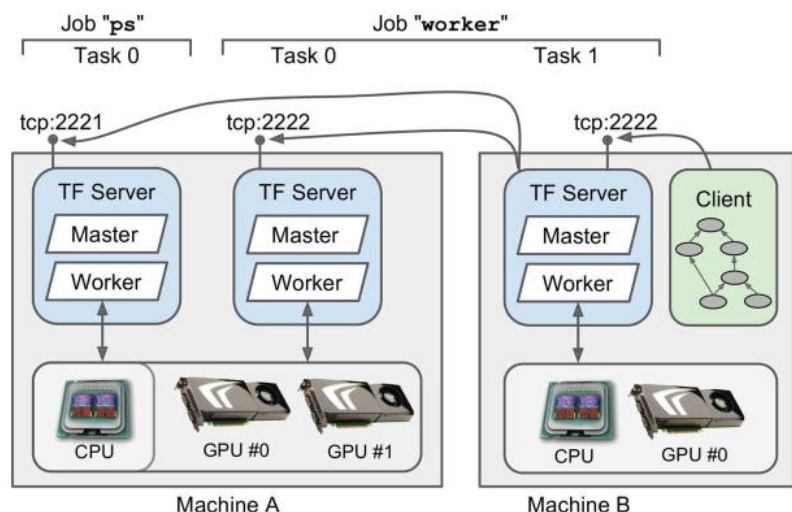 Job "ps" Job "worker"
Task 0 Task 0 Task 1
tcp:2221 tcp:2222 tcp:2222
TF Server TF Server TF Server Client
Master Master Master
Worker Worker Worker
CPU GPU #0 GPU #1 CPU GPU #0
Machine A Machine B